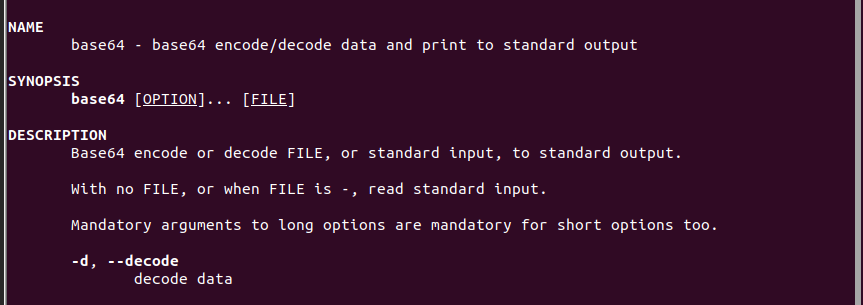 NAME
base64 - base64 encode/decode data and print to standard output
SYNOPSIS
base64 [OPTION]... [FILE]
DESCRIPTION
Base64 encode or decode FILE, or standard input, to standard output.
With no FILE, or when FILE is -, read standard input.
Mandatory arguments to long options are mandatory for short options too.
-d, --decode
decode data